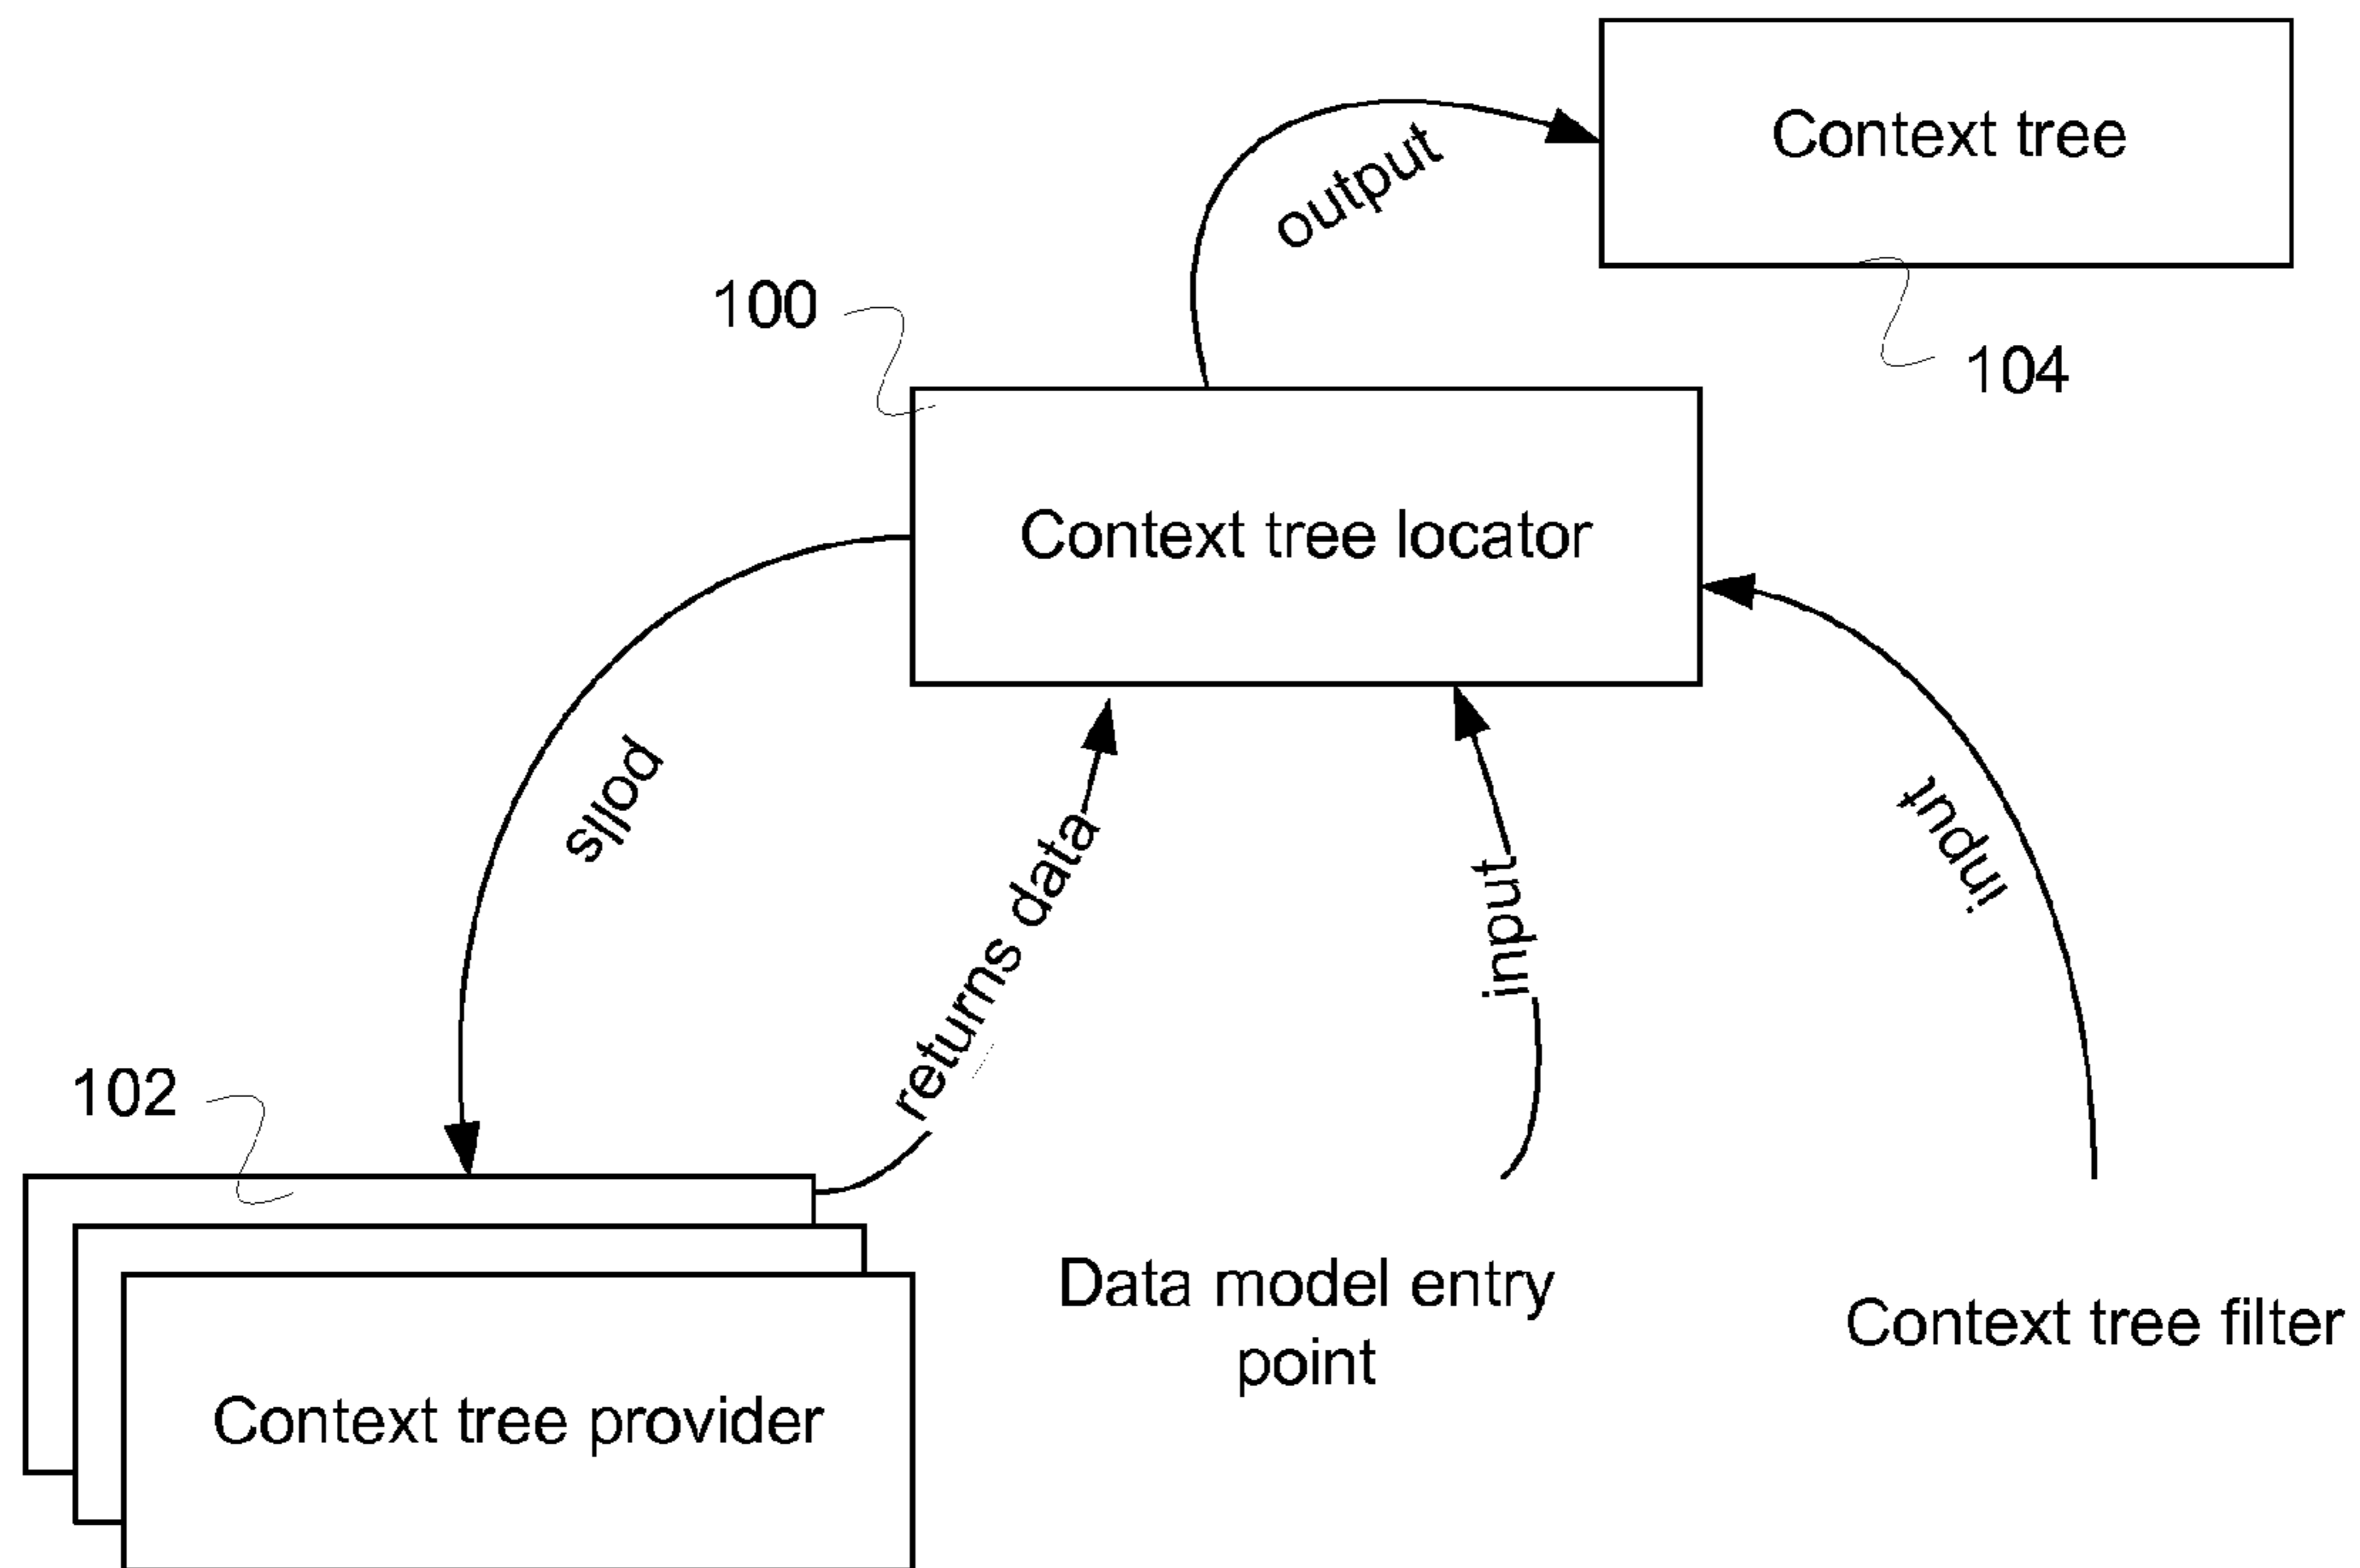 Context tree
output
100
104
Context tree locator
polls
returns data
input
input
102
Data model entry
point
Context tree filter
Context tree provider